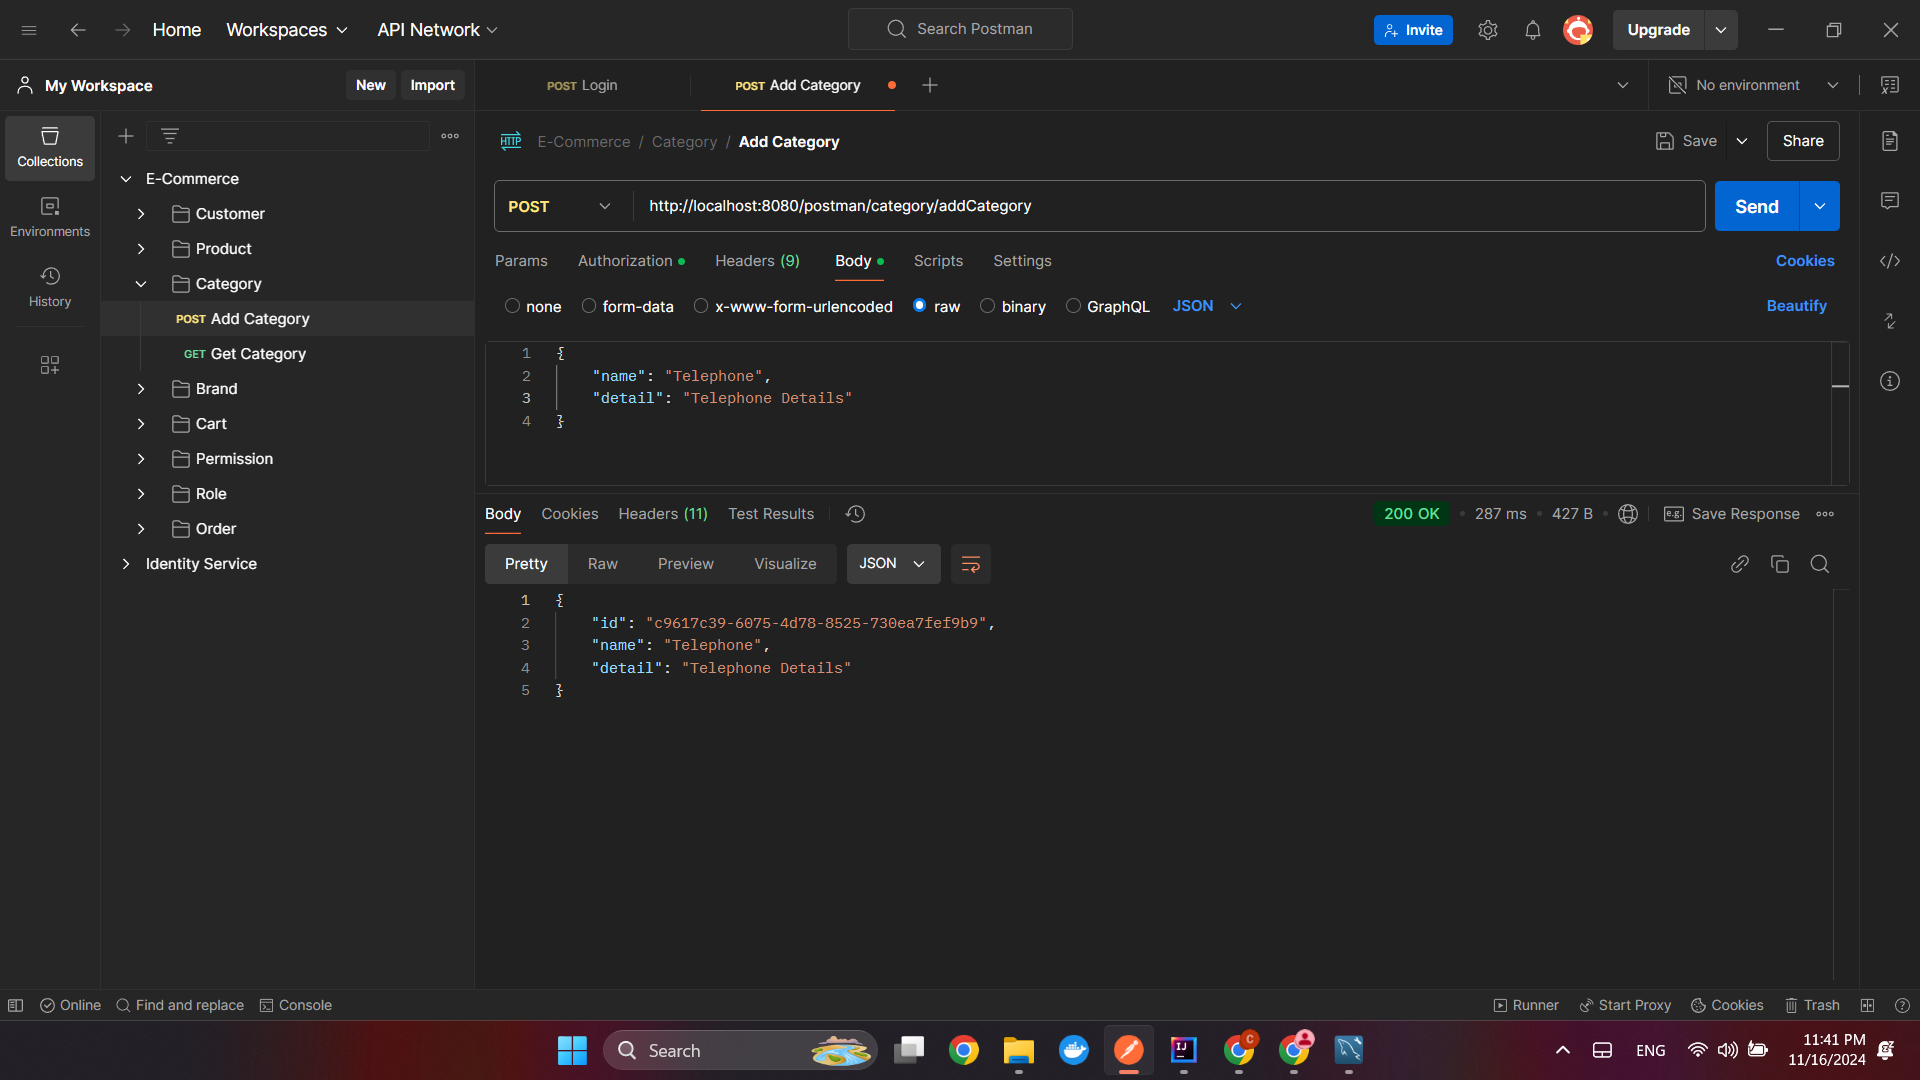 Home Workspaces API Network Search Postman Invite Upgrade
My Workspace New Import POST Login POST Add Category No environment
Collections
Environments
History
E-Commerce
Customer
Product
Category
POST Add Category
GET Get Category
Brand
Cart
Permission
Role
Order
Identity Service
HTTP E-Commerce / Category / Add Category Save Share
POST http://localhost:8080/postman/category/addCategory Send
Params Authorization Headers (9) Body Scripts Settings Cookies
none form-data x-www-form-urlencoded raw binary GraphQL JSON Beautify
1 {
2 "name": "Telephone",
3 "detail": "Telephone Details"
4 }
Body Cookies Headers (11) Test Results 200 OK 287 ms 427 B e.g. Save Response
Pretty Raw Preview Visualize JSON
1 {
2 "id": "c9617c39-6075-4d78-8525-730ea7fef9b9",
3 "name": "Telephone",
4 "detail": "Telephone Details"
5 }
Online Find and replace Console Runner Start Proxy Cookies Trash
Search IJ C ENG 11:41 PM
11/16/2024